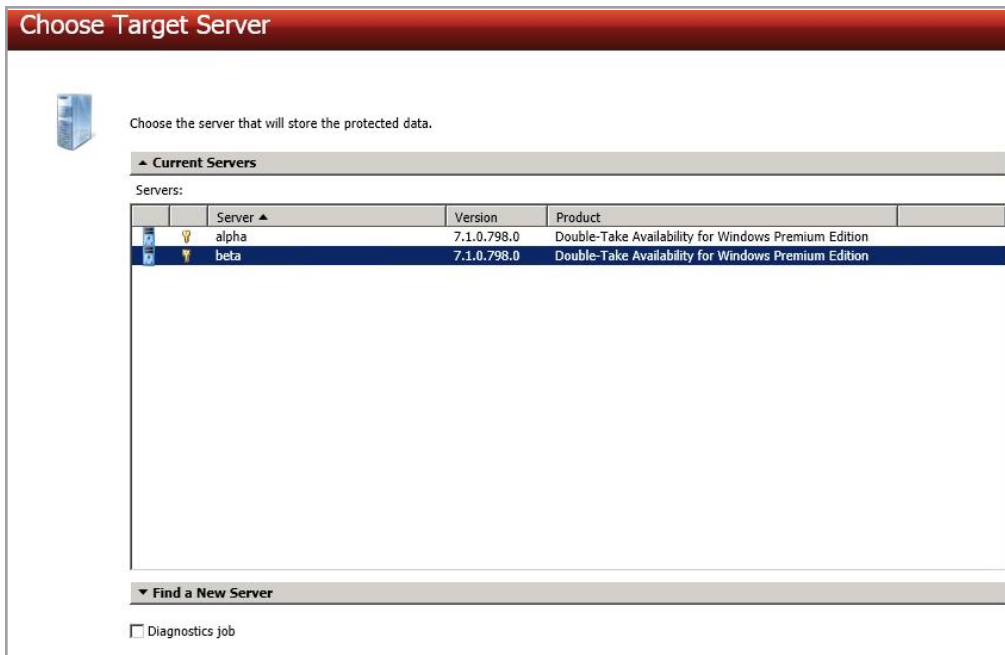 Choose Target Server
Choose the server that will store the protected data.
Current Servers
Servers:
Server Version Product
alpha 7.1.0.798.0 Double-Take Availability for Windows Premium Edition
beta 7.1.0.798.0 Double-Take Availability for Windows Premium Edition
Find a New Server
Diagnostics job